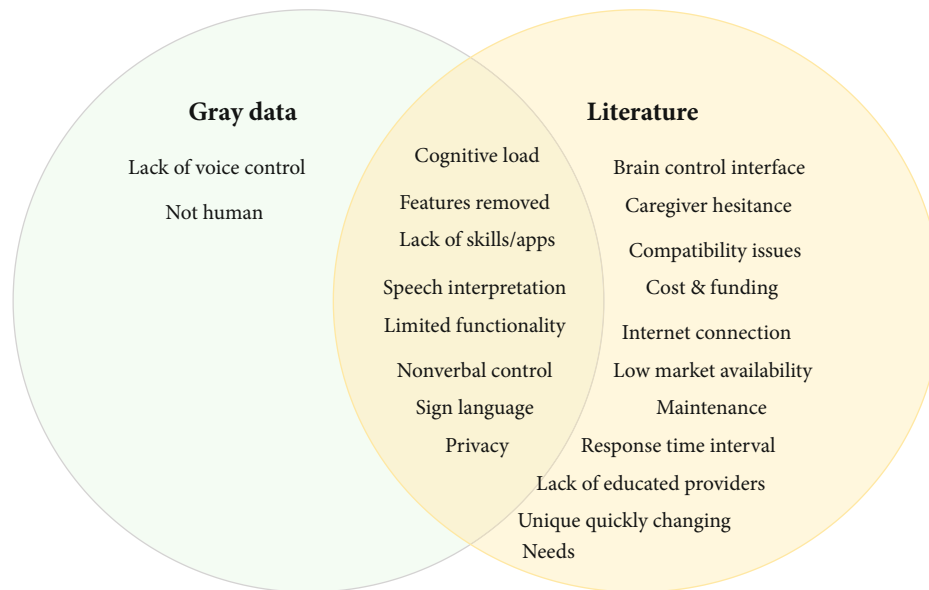 Gray data
Lack of voice control
Not human
Cognitive load
Features removed
Lack of skills/apps
Speech interpretation
Limited functionality
Nonverbal control
Sign language
Privacy
Literature
Brain control interface
Caregiver hesitance
Compatibility issues
Cost & funding
Internet connection
Low market availability
Maintenance
Response time interval
Lack of educated providers
Unique quickly changing
Needs